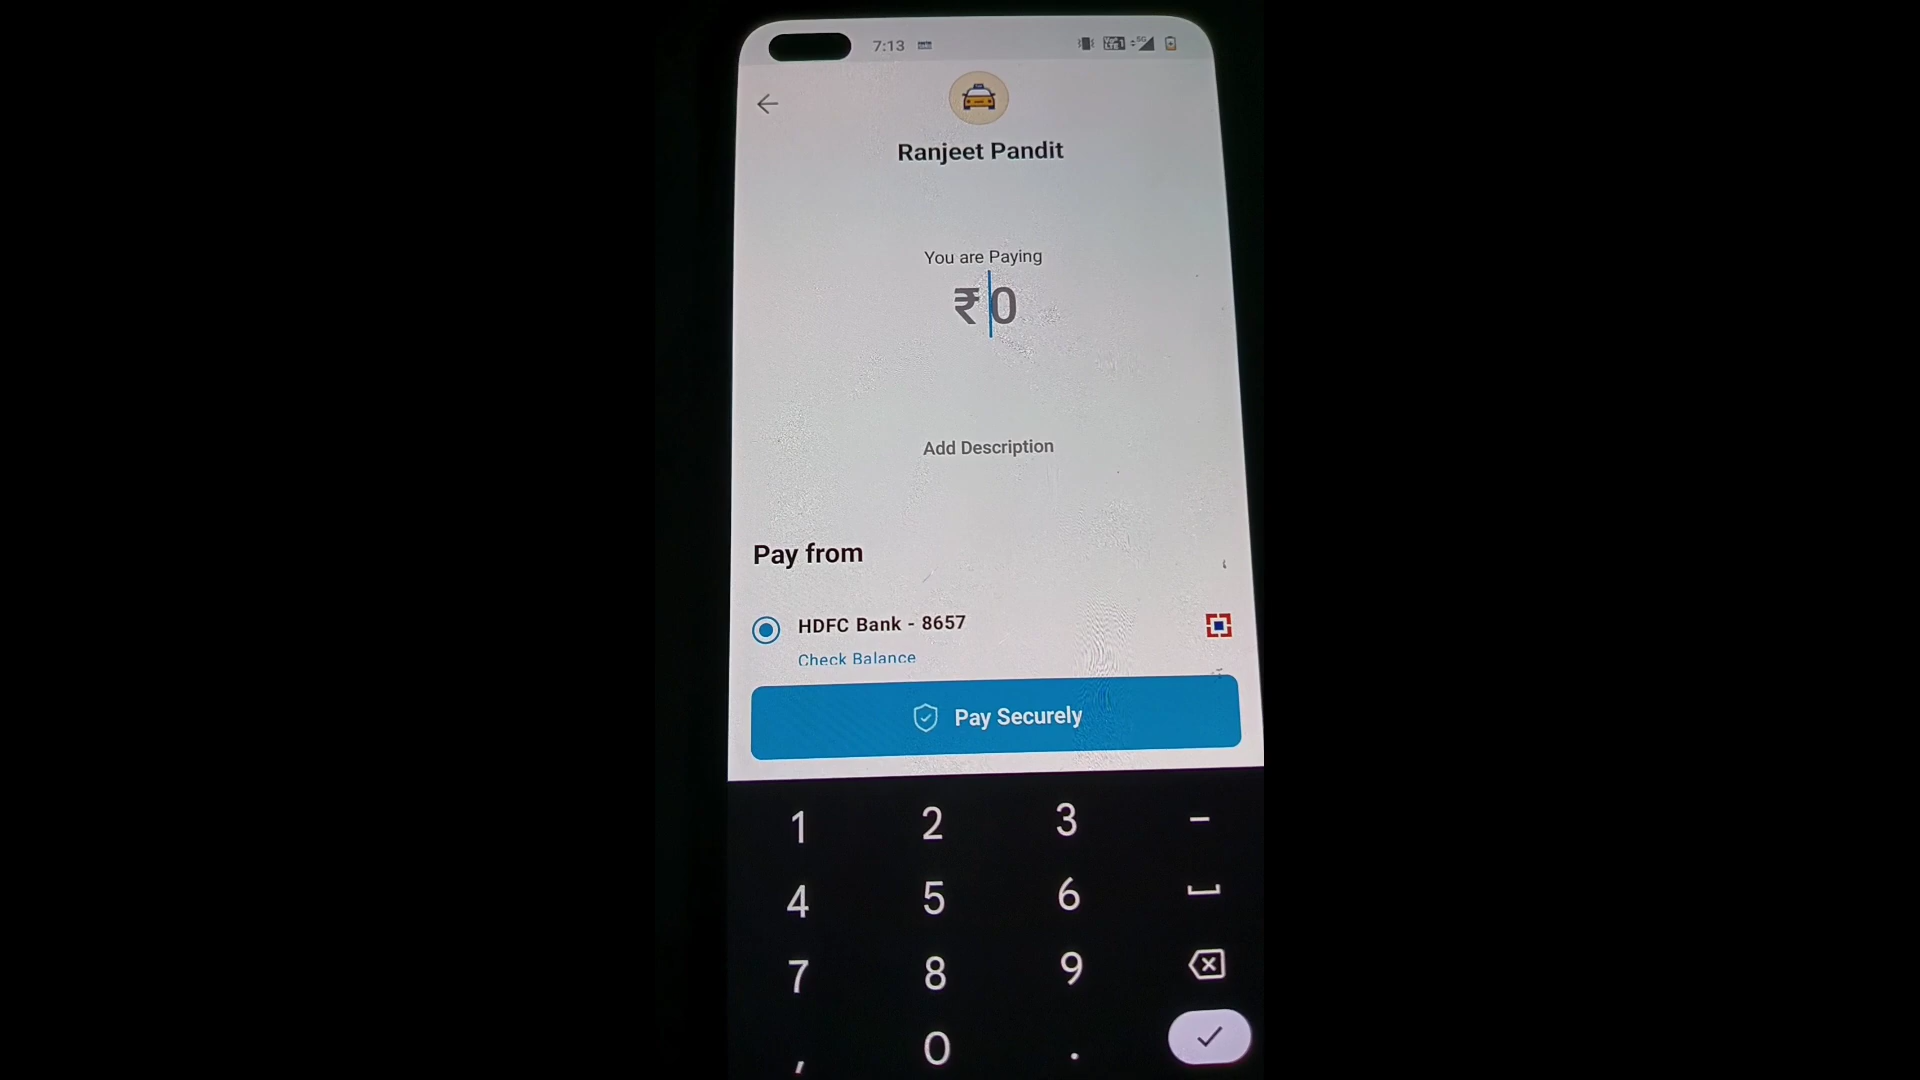 7:13
5G
Ranjeet Pandit
You are Paying
₹0
Add Description
Pay from
HDFC Bank - 8657
Check Balance
Pay Securely
1 2 3 -
4 5 6
7 8 9
, 0 .